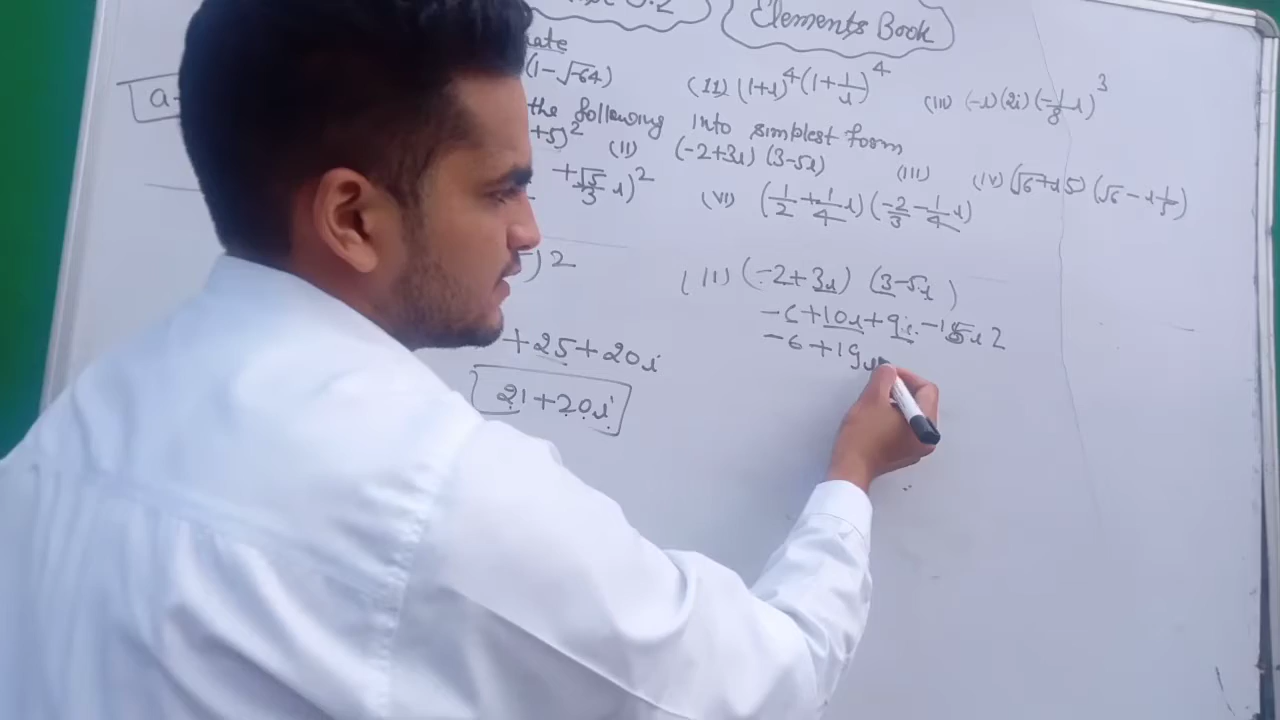 5.2 Elements Book
(1-√-64) (II) (1+i)⁴(1+1/i)⁴ (III) (-i)(2i)(-1/8 i)³
the following into simplest form
+5)² (II) (-2+3i) (3-5i) (III) (IV) (√6+i5) (√6-i1/5)
+√5/3 i)² (VI) (1/2+1/4 i)(-2/3-1/4 i)
)²
+25+20i
21+20i
(II) (-2+3i) (3-5i)
-6+10i+9i-15i2
-6+19i
a